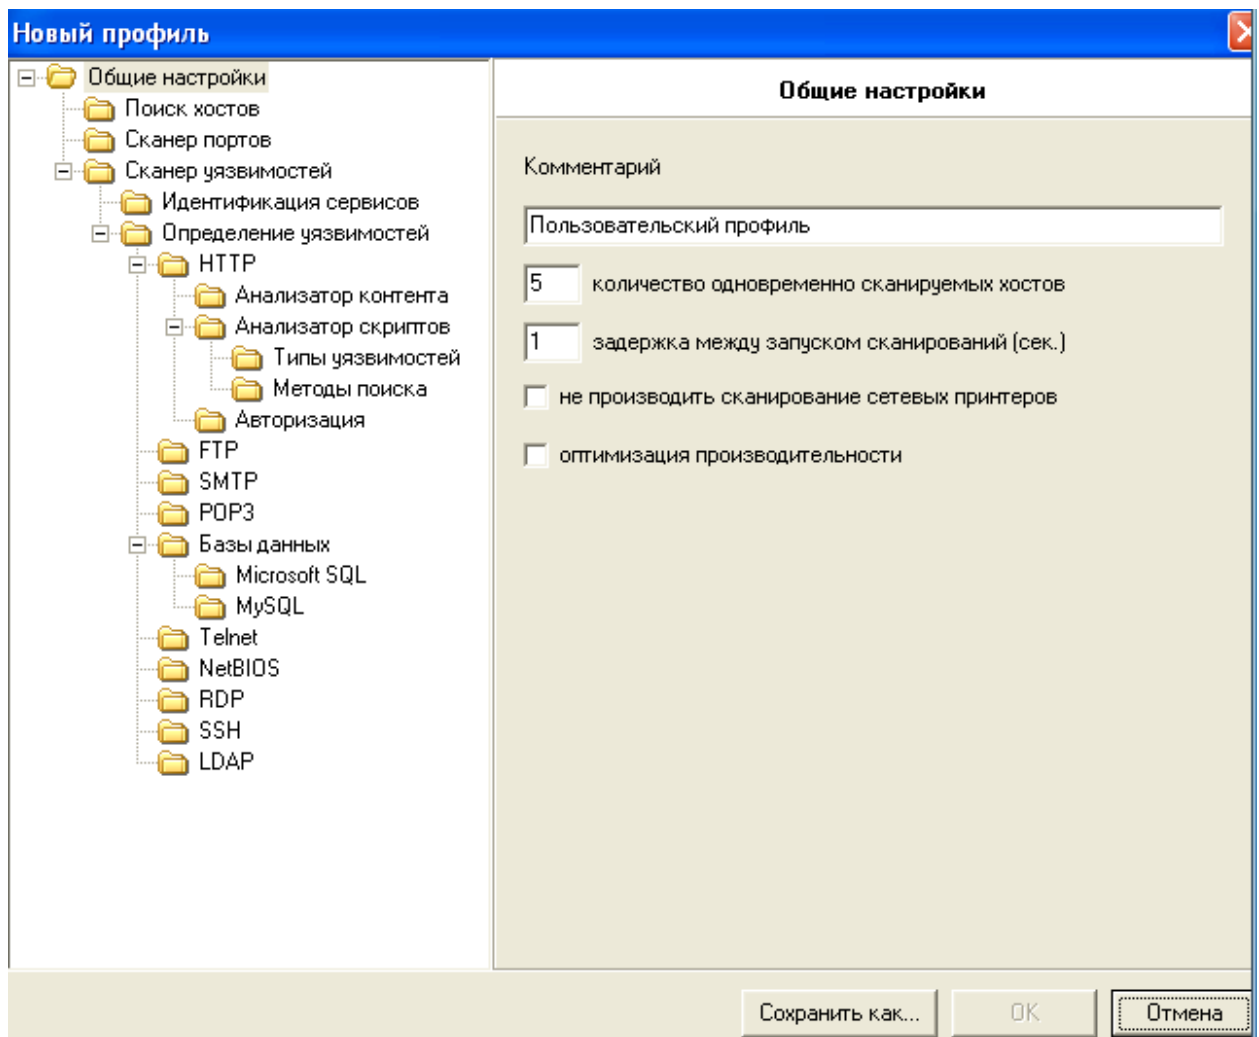 Новый профиль
Общие настройки
Поиск хостов
Сканер портов
Сканер уязвимостей
Идентификация сервисов
Определение уязвимостей
HTTP
Анализатор контента
Анализатор скриптов
Типы уязвимостей
Методы поиска
Авторизация
FTP
SMTP
POP3
Базы данных
Microsoft SQL
MySQL
Telnet
NetBIOS
RDP
SSH
LDAP
Общие настройки
Комментарий
Пользовательский профиль
5 количество одновременно сканируемых хостов
1 задержка между запуском сканирований (сек.)
не производить сканирование сетевых принтеров
оптимизация производительности
Сохранить как... OK Отмена